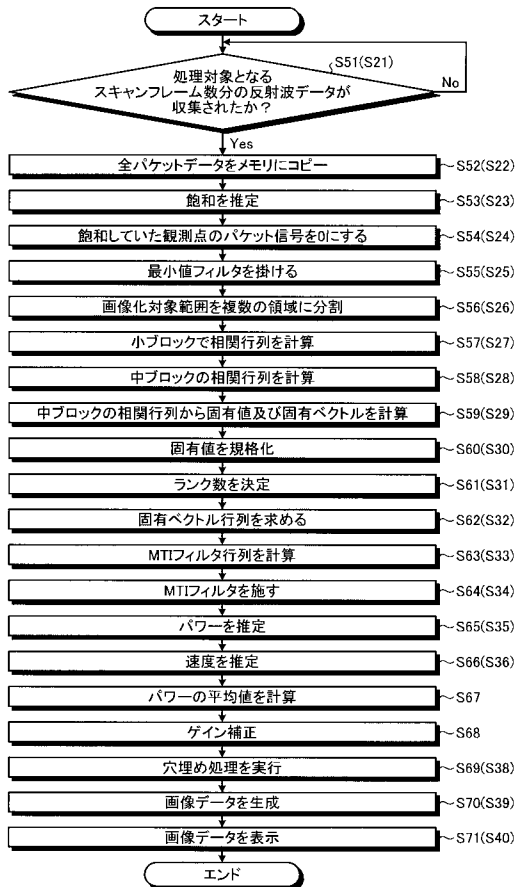 スタート
S51(S21)
処理対象となる
スキャンフレーム数分の反射波データが
収集されたか?
No
Yes
全パケットデータをメモリにコピー
S52(S22)
飽和を推定
S53(S23)
飽和していた観測点のパケット信号を0にする
S54(S24)
最小値フィルタを掛ける
S55(S25)
画像化対象範囲を複数の領域に分割
S56(S26)
小ブロックで相関行列を計算
S57(S27)
中ブロックの相関行列を計算
S58(S28)
中ブロックの相関行列から固有値及び固有ベクトルを計算
S59(S29)
固有値を規格化
S60(S30)
ランク数を決定
S61(S31)
固有ベクトル行列を求める
S62(S32)
MTIフィルタ行列を計算
S63(S33)
MTIフィルタを施す
S64(S34)
パワーを推定
S65(S35)
速度を推定
S66(S36)
パワーの平均値を計算
S67
ゲイン補正
S68
穴埋め処理を実行
S69(S38)
画像データを生成
S70(S39)
画像データを表示
S71(S40)
エンド